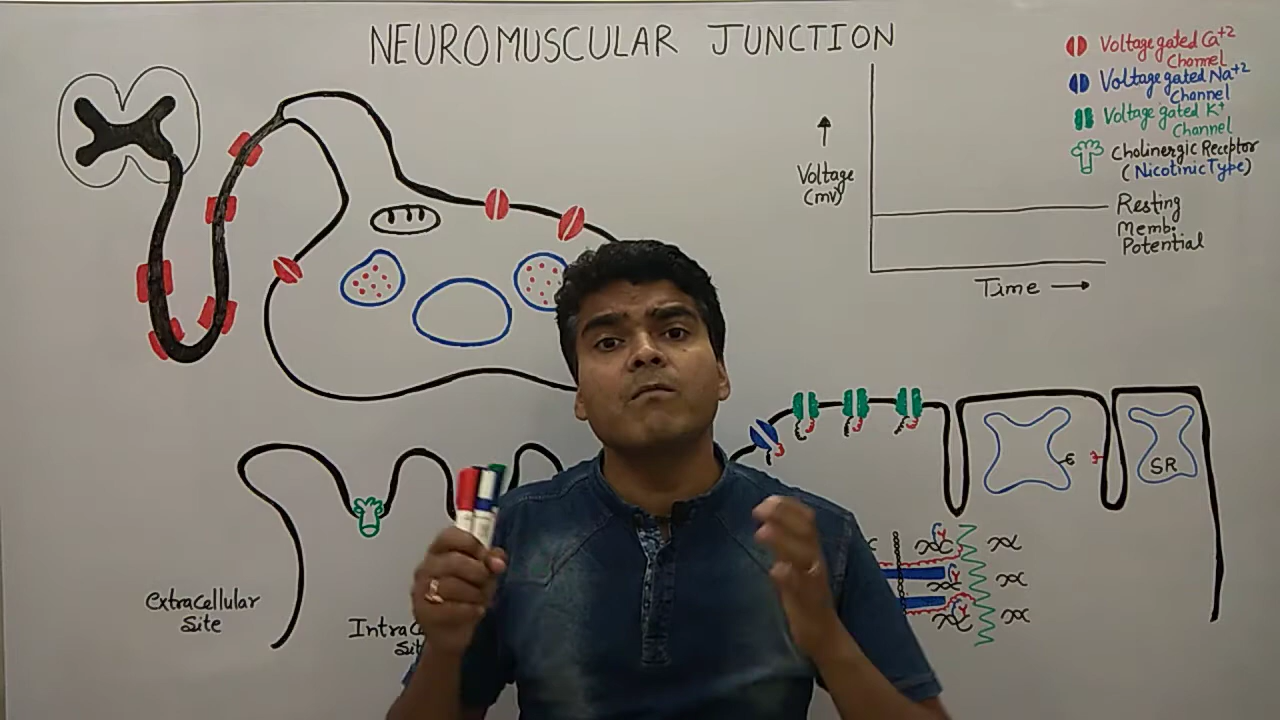 NEUROMUSCULAR JUNCTION
Voltage gated Ca+2
Channel
Voltage gated Na+2
Channel
Voltage gated K+
Channel
Cholinergic Receptor
(Nicotinic Type)
Voltage
(mv)
Resting
Memb.
Potential
Time
SR
Extracellular
Site